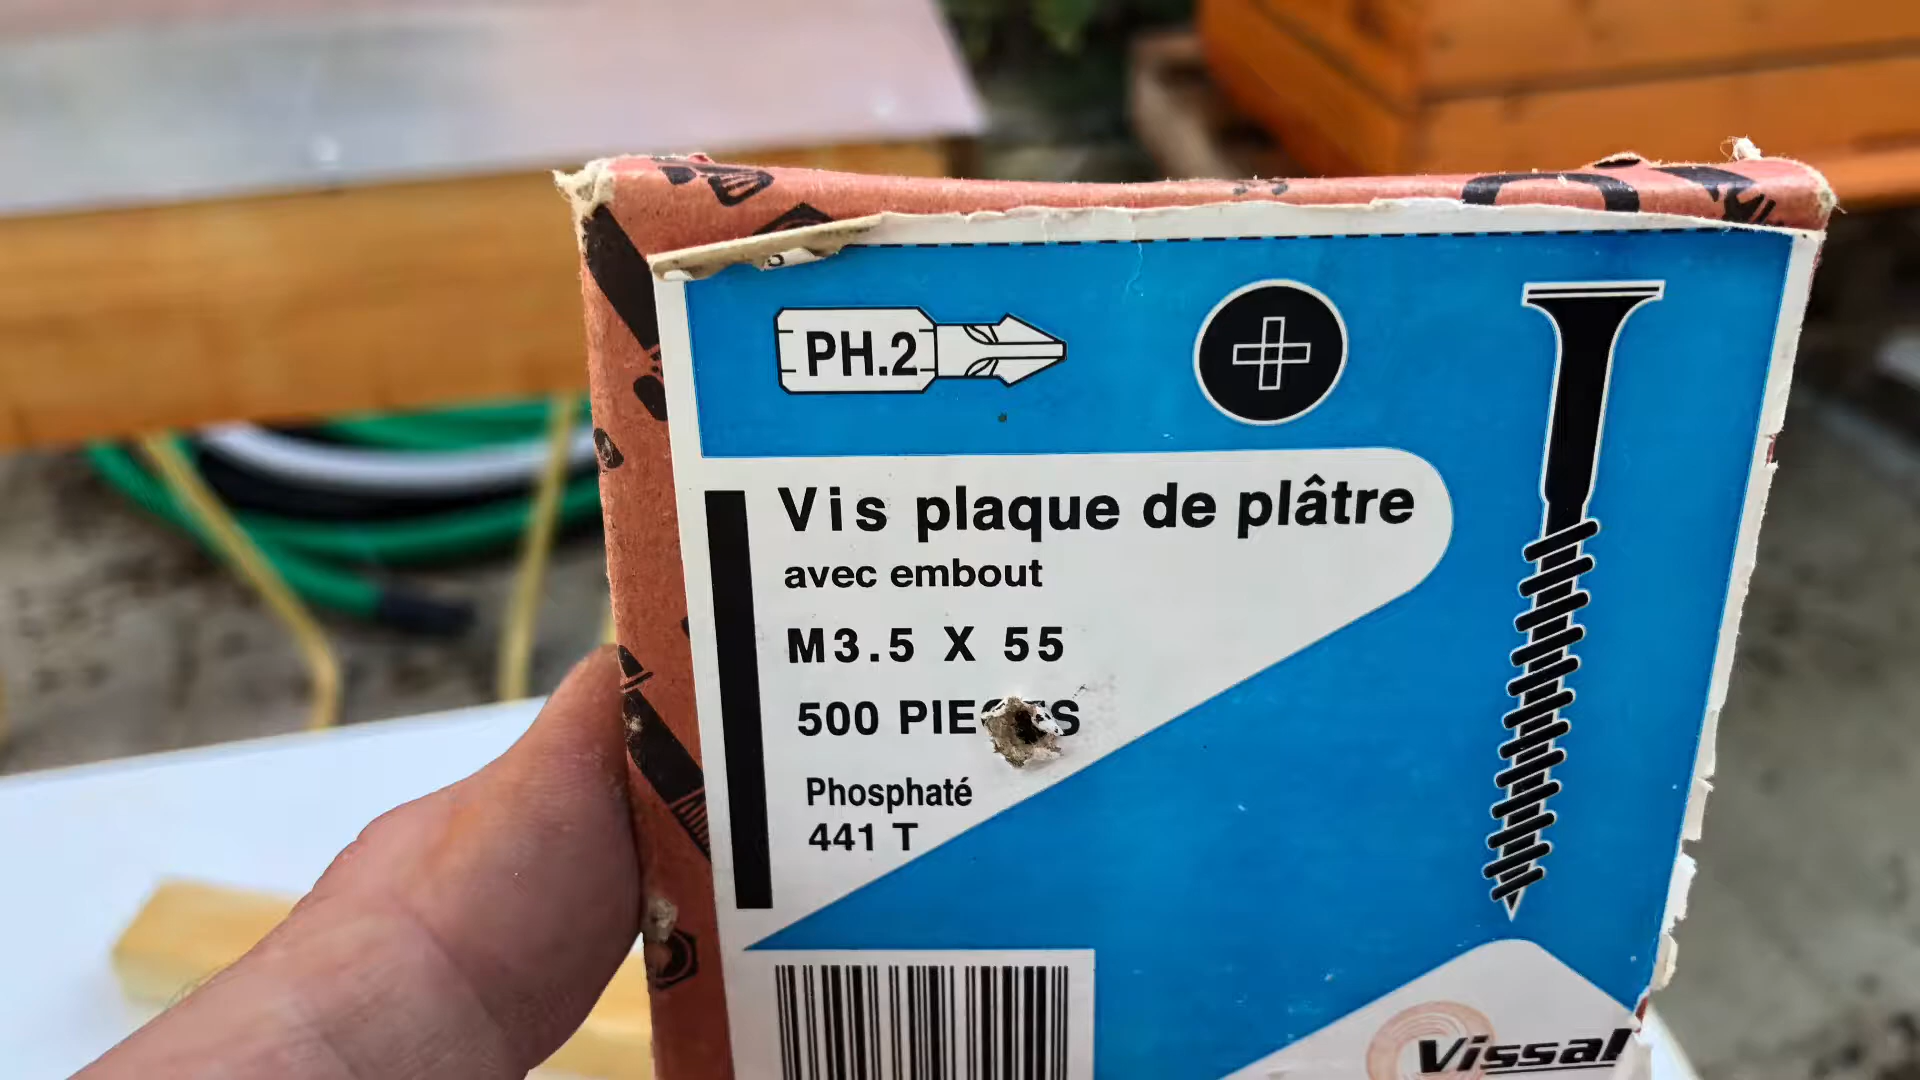 PH.2
Vis plaque de plâtre
avec embout
M3.5 X 55
500 PIECES
Phosphaté
441 T
Vissal